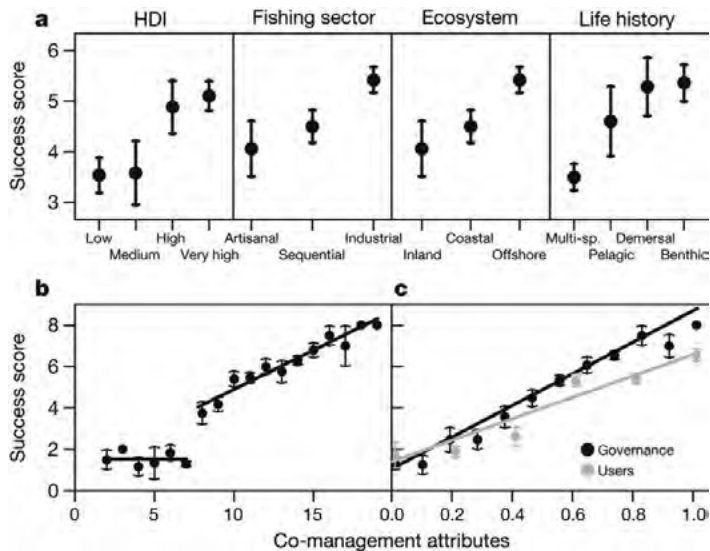 a HDI Fishing sector Ecosystem Life history
6
5
4
3
Success score
Low High Artisanal Industrial Coastal Multi-sp. Demersal
Medium Very high Sequential Inland Offshore Pelagic Benthic
b c
8
6
4
2
0
Success score
Governance
Users
0 5 10 15 0 0.2 0.4 0.6 0.8 1.0
Co-management attributes